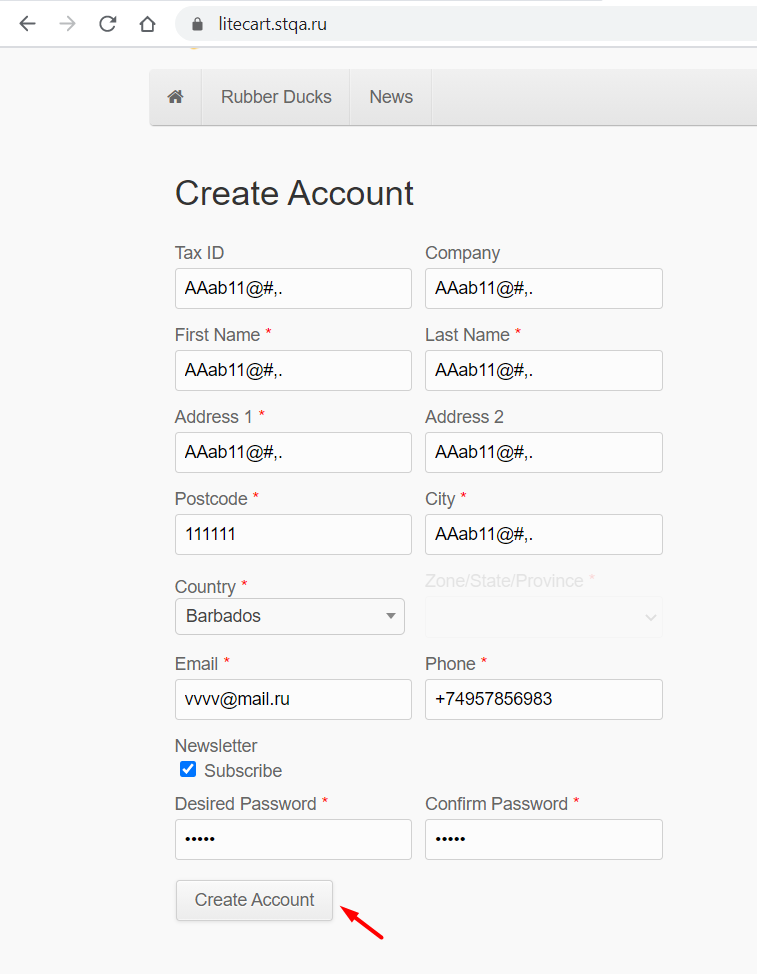 litecart.stqa.ru
Rubber Ducks News
Create Account
Tax ID Company
AAab11@#,. AAab11@#,.
First Name * Last Name *
AAab11@#,. AAab11@#,.
Address 1 * Address 2
AAab11@#,. AAab11@#,.
Postcode * City *
111111 AAab11@#,.
Country * Zone/State/Province *
Barbados
Email * Phone *
vvvv@mail.ru +74957856983
Newsletter
Subscribe
Desired Password * Confirm Password *
••••• •••••
Create Account